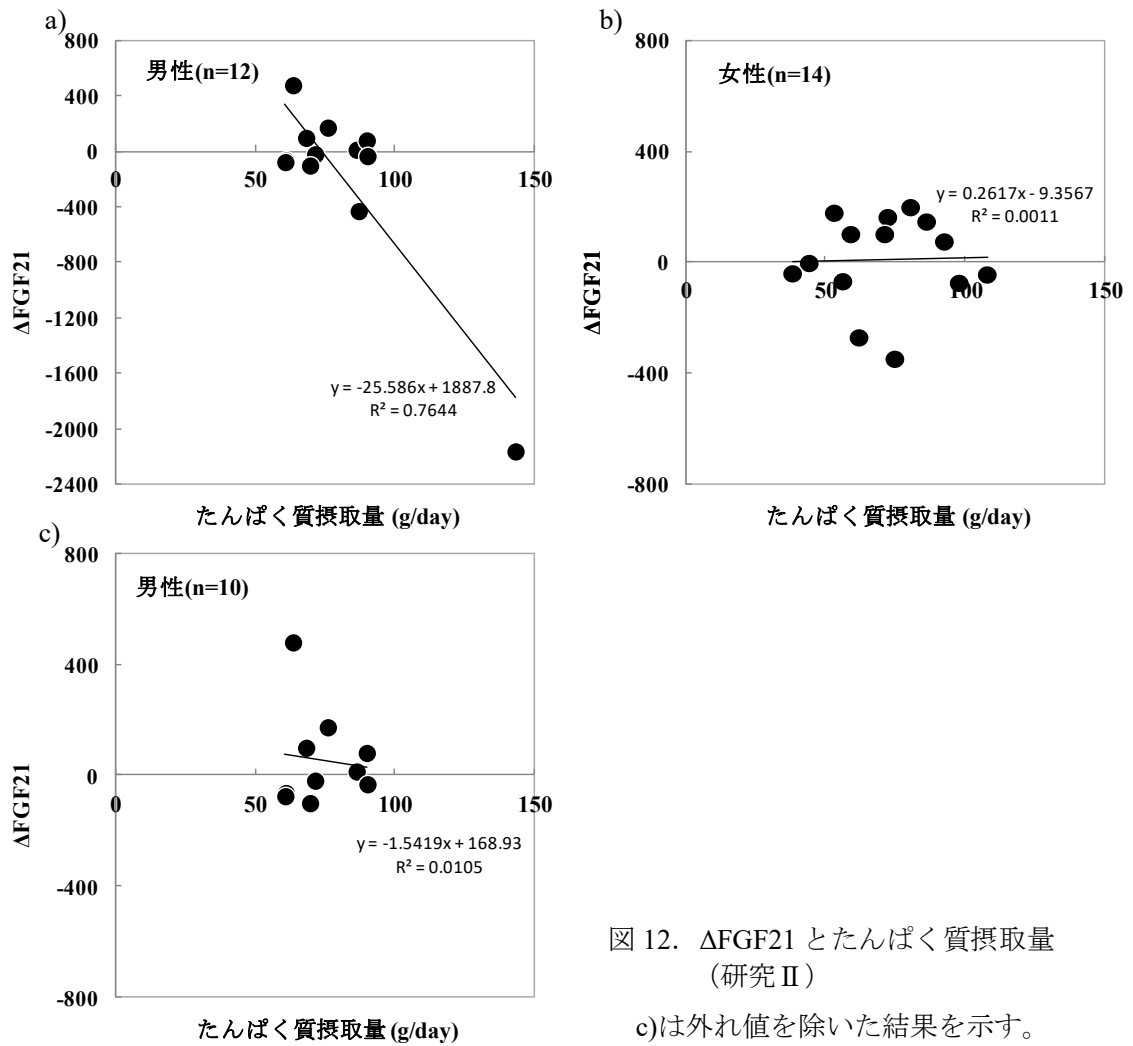 a)
800
400
0
-400
-800
-1200
-1600
-2000
-2400
0
50
100
150
男性(n=12)
y = -25.586x + 1887.8
R² = 0.7644
ΔFGF21
たんぱく質摂取量 (g/day)
b)
800
400
0
-400
-800
0
50
100
150
女性(n=14)
y = 0.2617x - 9.3567
R² = 0.0011
ΔFGF21
たんぱく質摂取量 (g/day)
c)
800
400
0
-400
-800
0
50
100
150
男性(n=10)
y = -1.5419x + 168.93
R² = 0.0105
ΔFGF21
たんぱく質摂取量 (g/day)
図 12. ΔFGF21 とたんぱく質摂取量
（研究Ⅱ）
c)は外れ値を除いた結果を示す。